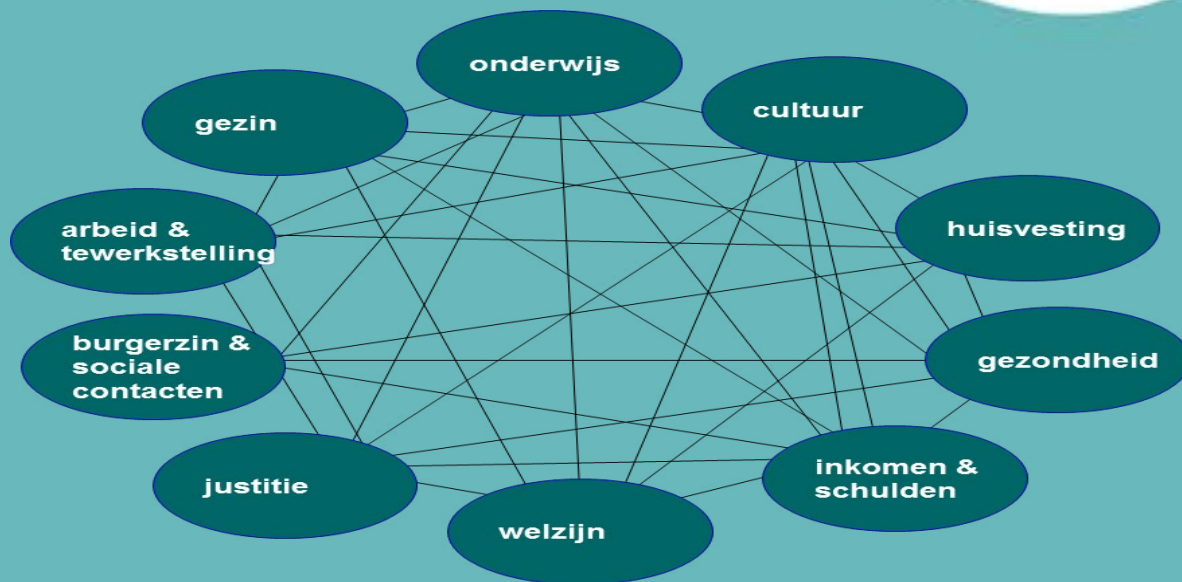 onderwijs
cultuur
gezin
huisvesting
arbeid &
tewerkstelling
burgerzin &
sociale
contacten
gezondheid
inkomen &
schulden
justitie
welzijn